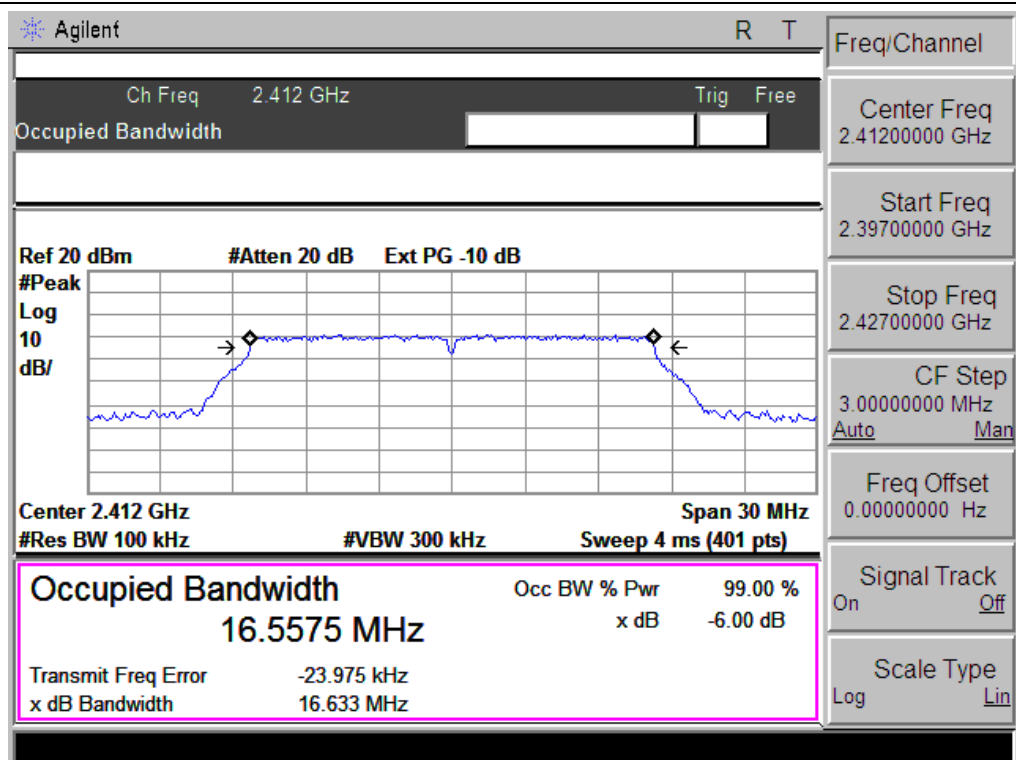 Agilent R T
Freq/Channel
Ch Freq 2.412 GHz Trig Free
Occupied Bandwidth
Center Freq
2.41200000 GHz
Start Freq
2.39700000 GHz
Stop Freq
2.42700000 GHz
CF Step
3.00000000 MHz
Auto Man
Freq Offset
0.00000000 Hz
Signal Track
On Off
Scale Type
Log Lin
Ref 20 dBm #Atten 20 dB Ext PG -10 dB
#Peak
Log
10
dB/
Center 2.412 GHz Span 30 MHz
#Res BW 100 kHz #VBW 300 kHz Sweep 4 ms (401 pts)
Occupied Bandwidth Occ BW % Pwr 99.00 %
16.5575 MHz x dB -6.00 dB
Transmit Freq Error -23.975 kHz
x dB Bandwidth 16.633 MHz